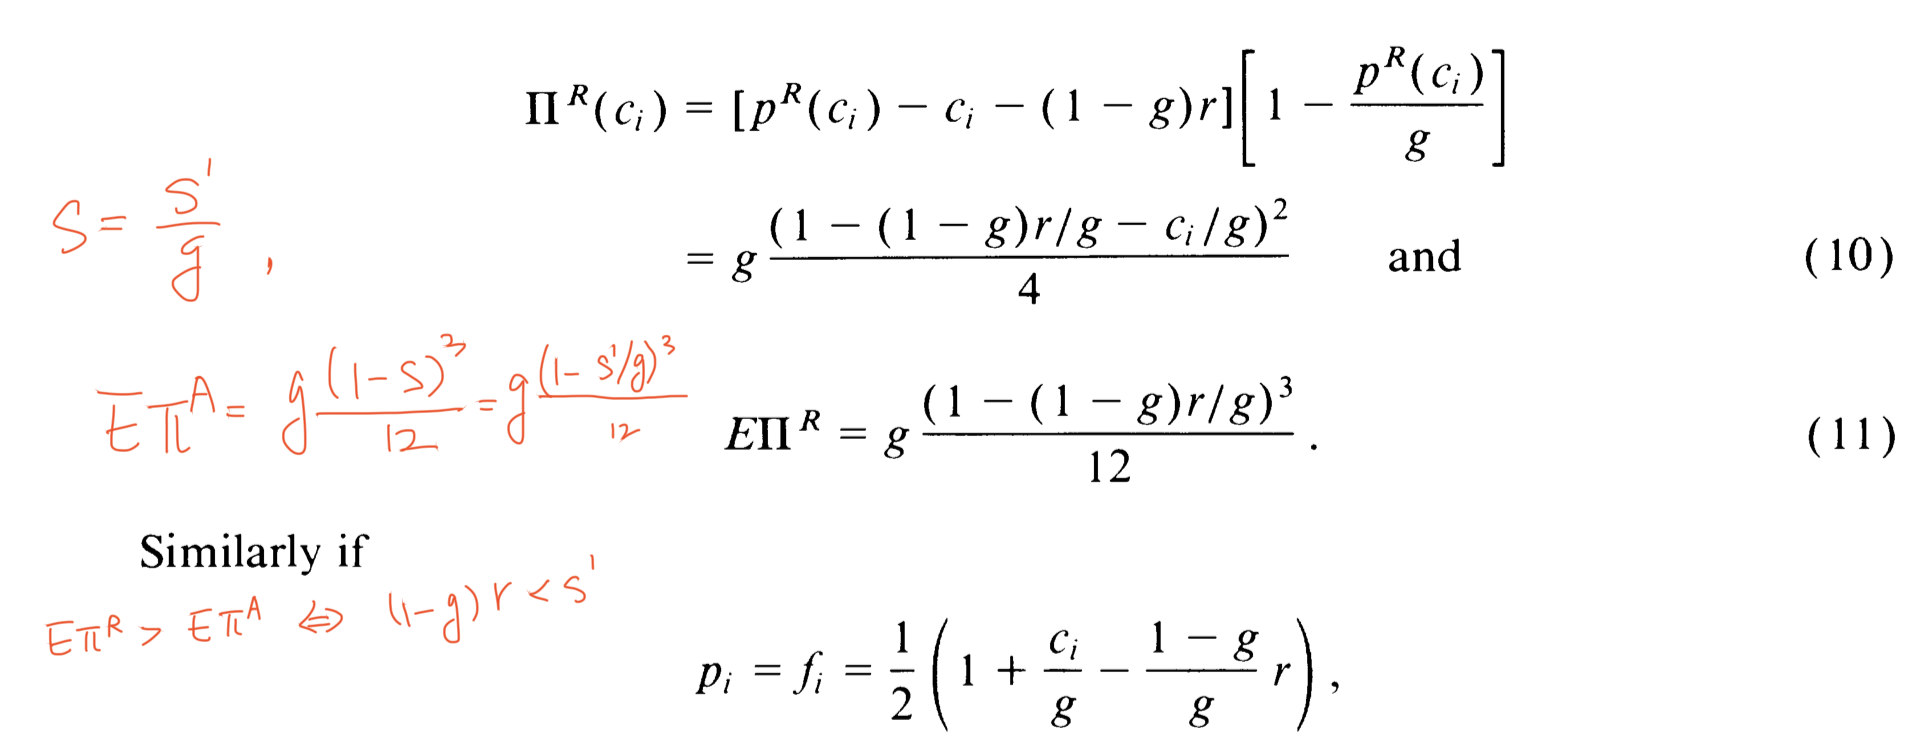 Π^R(c_i) = [p^R(c_i) − c_i − (1 − g)r][1 − p^R(c_i)/g]
S = S'/g ,
= g (1 − (1 − g)r/g − c_i/g)^2 / 4 and (10)
Eπ^A = g (1−S)^3/12 = g (1− s'/g)^3/12
EΠ^R = g (1 − (1 − g)r/g)^3 / 12 . (11)
Similarly if
Eπ^R > Eπ^A ⇔ (1−g) r < s'
p_i = f_i = 1/2 (1 + c_i/g − (1 − g)/g r) ,